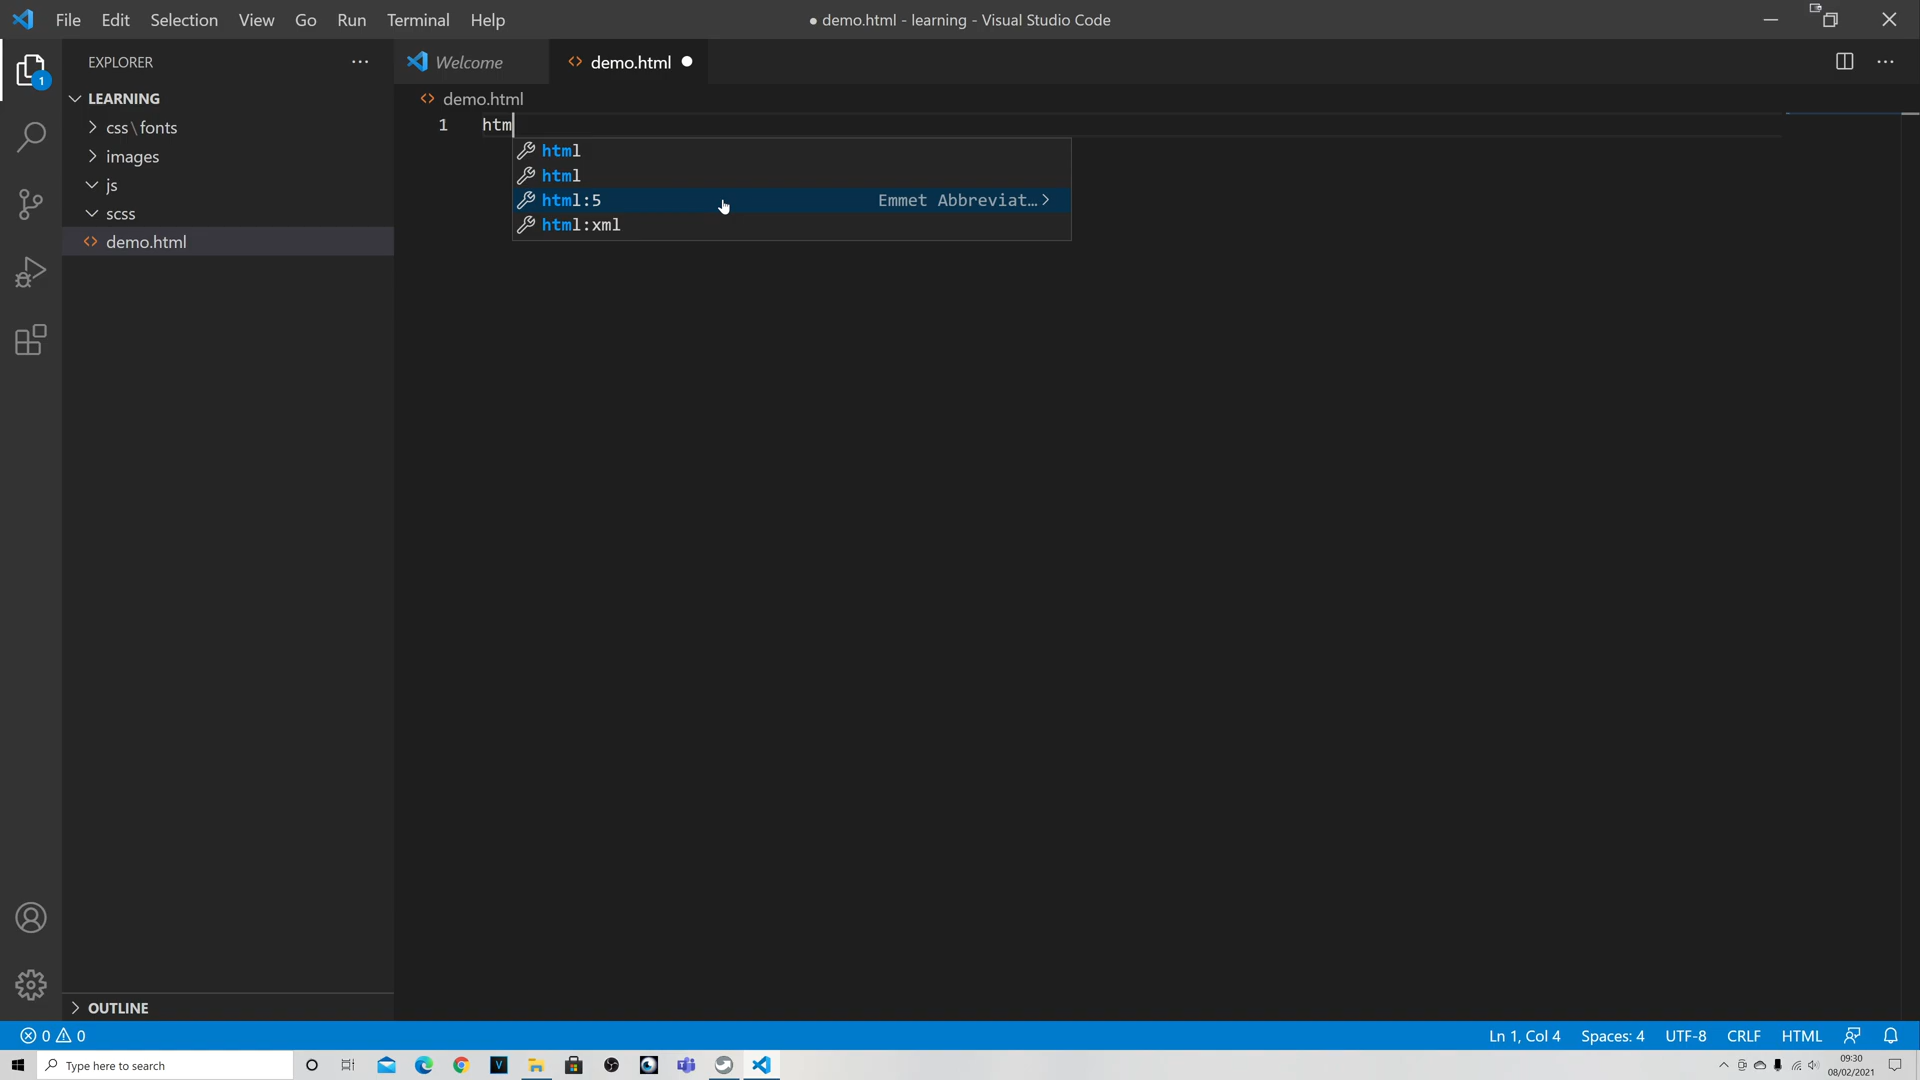 File Edit Selection View Go Run Terminal Help
● demo.html - learning - Visual Studio Code
EXPLORER
Welcome
demo.html
1
LEARNING
css\fonts
images
js
scss
demo.html
demo.html
1 htm
html
html
html:5 Emmet Abbreviat...
html:xml
OUTLINE
0 0
Ln 1, Col 4 Spaces: 4 UTF-8 CRLF HTML
Type here to search
V
09:30
08/02/2021